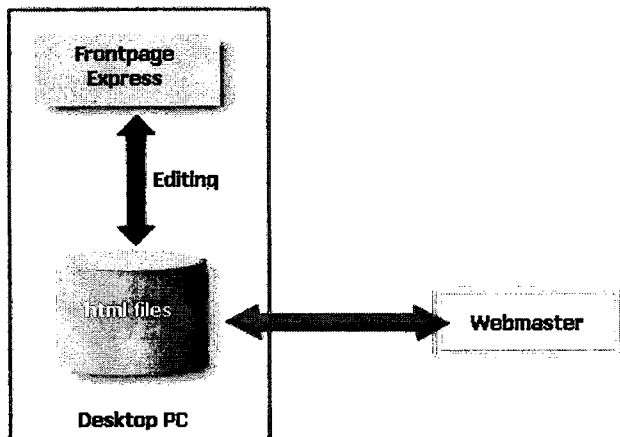 Frontpage
Express
Editing
html files
Webmaster
Desktop PC